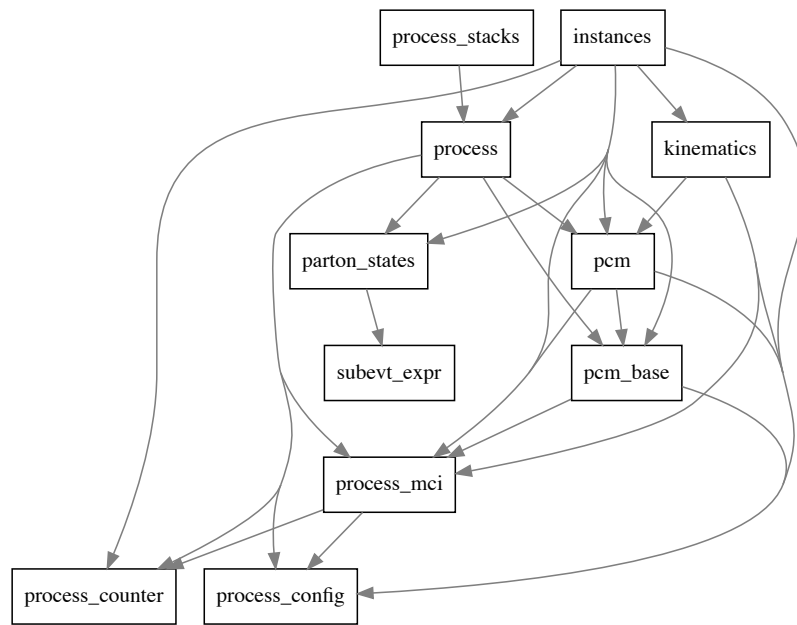 process_stacks
instances
process
kinematics
parton_states
pcm
subevt_expr
pcm_base
process_mci
process_counter
process_config